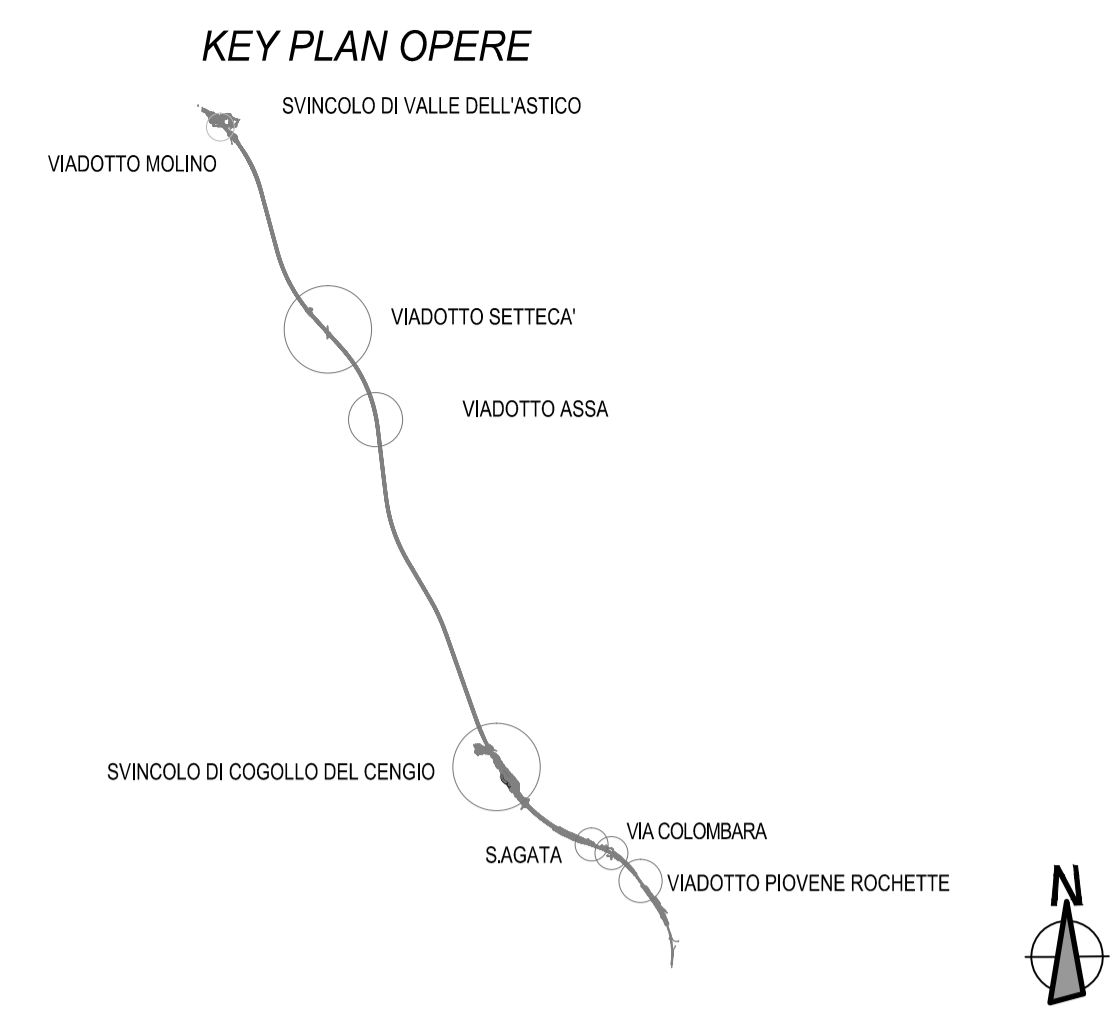 KEY PLAN OPERE
SVINCOLO DI VALLE DELL'ASTICO
VIADOTTO MOLINO
VIADOTTO SETTECA'
VIADOTTO ASSA
SVINCOLO DI COGOLLO DEL CENGIO
VIA COLOMBARA
S.AGATA
VIADOTTO PIOVENE ROCHETTE
N